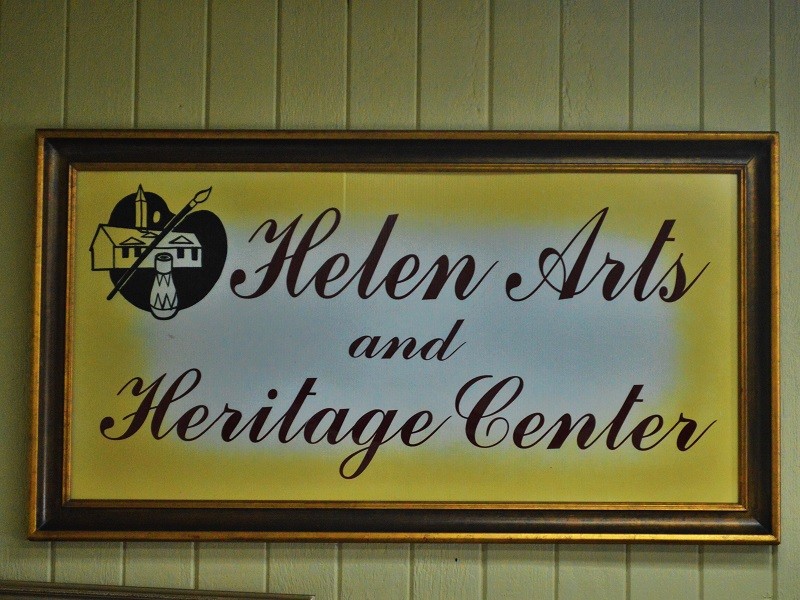 Helen Arts
and
Heritage Center